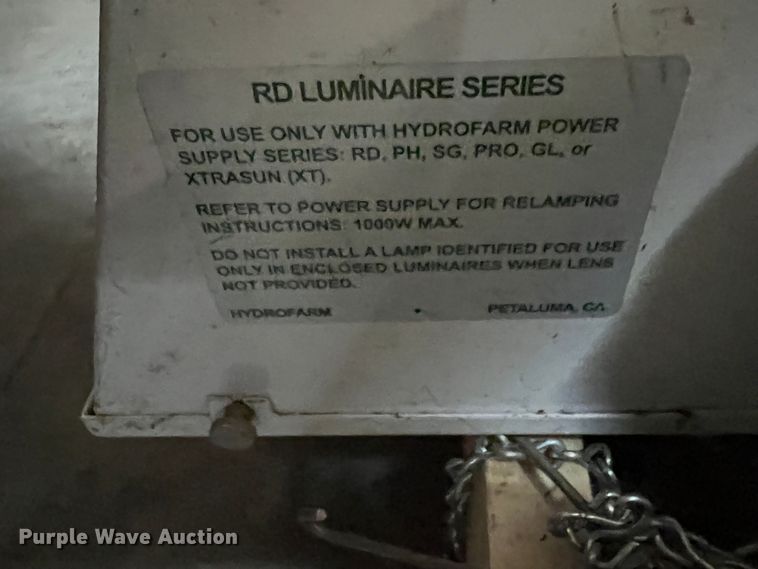 RD LUMINAIRE SERIES
FOR USE ONLY WITH HYDROFARM POWER
SUPPLY SERIES: RD, PH, SG, PRO, GL, or
XTRASUN (XT).
REFER TO POWER SUPPLY FOR RELAMPING
INSTRUCTIONS: 1000W MAX.
DO NOT INSTALL A LAMP IDENTIFIED FOR USE
ONLY IN ENCLOSED LUMINAIRES WHEN LENS
NOT PROVIDED.
HYDROFARM • PETALUMA, CA
Purple Wave Auction